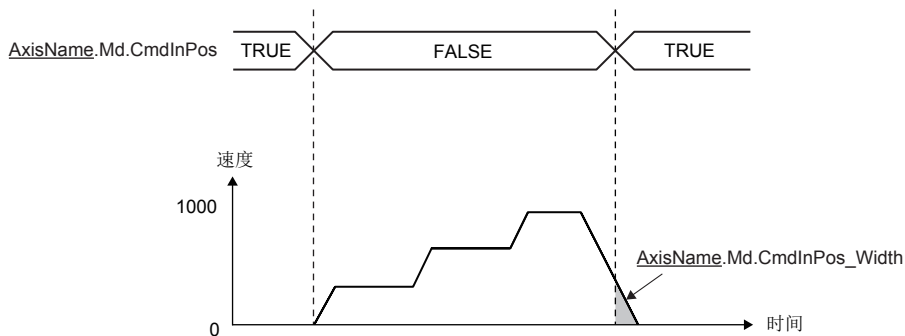 AxisName.Md.CmdInPos TRUE FALSE TRUE
速度
1000
AxisName.Md.CmdInPos_Width
0
时间